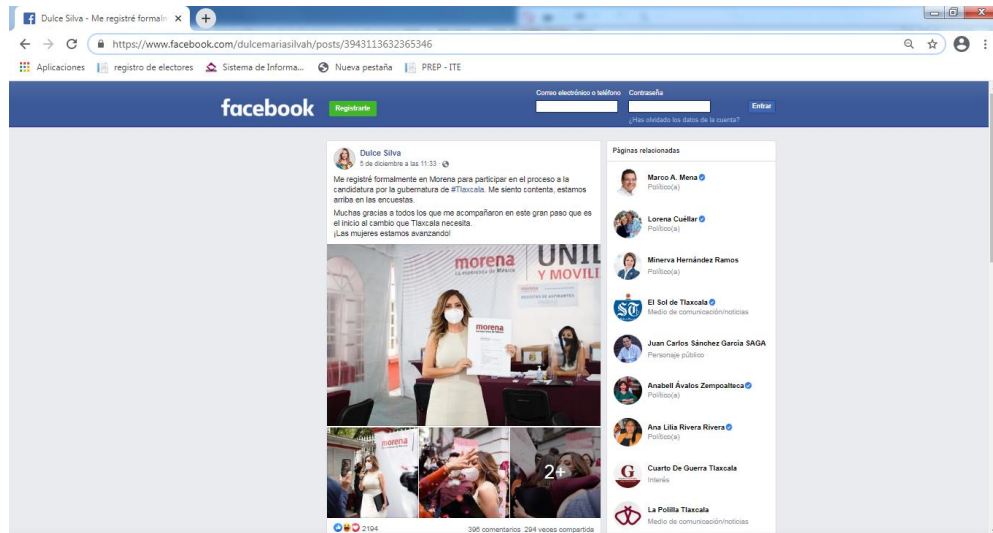 Dulce Silva - Me registré formaln
https://www.facebook.com/dulcemariasilvah/posts/3943113632365346
Aplicaciones registro de electores Sistema de Informa... Nueva pestaña PREP - ITE
facebook
Registrarte
Correo electrónico o teléfono Contraseña
Entrar
¿Has olvidado los datos de la cuenta?
Dulce Silva
5 de diciembre a las 11:33
Me registré formalmente en Morena para participar en el proceso a la
candidatura por la gubernatura de #Tlaxcala. Me siento contenta, estamos
arriba en las encuestas.
Muchas gracias a todos los que me acompañaron en este gran paso que es
el inicio al cambio que Tlaxcala necesita.
¡Las mujeres estamos avanzando!
morena
La esperanza de México
UNI
Y MOVILI
REGISTRO DE ASPIRANTES
morena
morena
2+
2194
396 comentarios 294 veces compartida
Páginas relacionadas
Marco A. Mena
Político(a)
Lorena Cuéllar
Político(a)
Minerva Hernández Ramos
Político(a)
El Sol de Tlaxcala
Medio de comunicación/noticias
Juan Carlos Sánchez García SAGA
Personaje público
Anabell Ávalos Zempoalteca
Político(a)
Ana Lilia Rivera Rivera
Político(a)
G
Cuarto De Guerra Tlaxcala
Interés
La Polilla Tlaxcala
Medio de comunicación/noticias